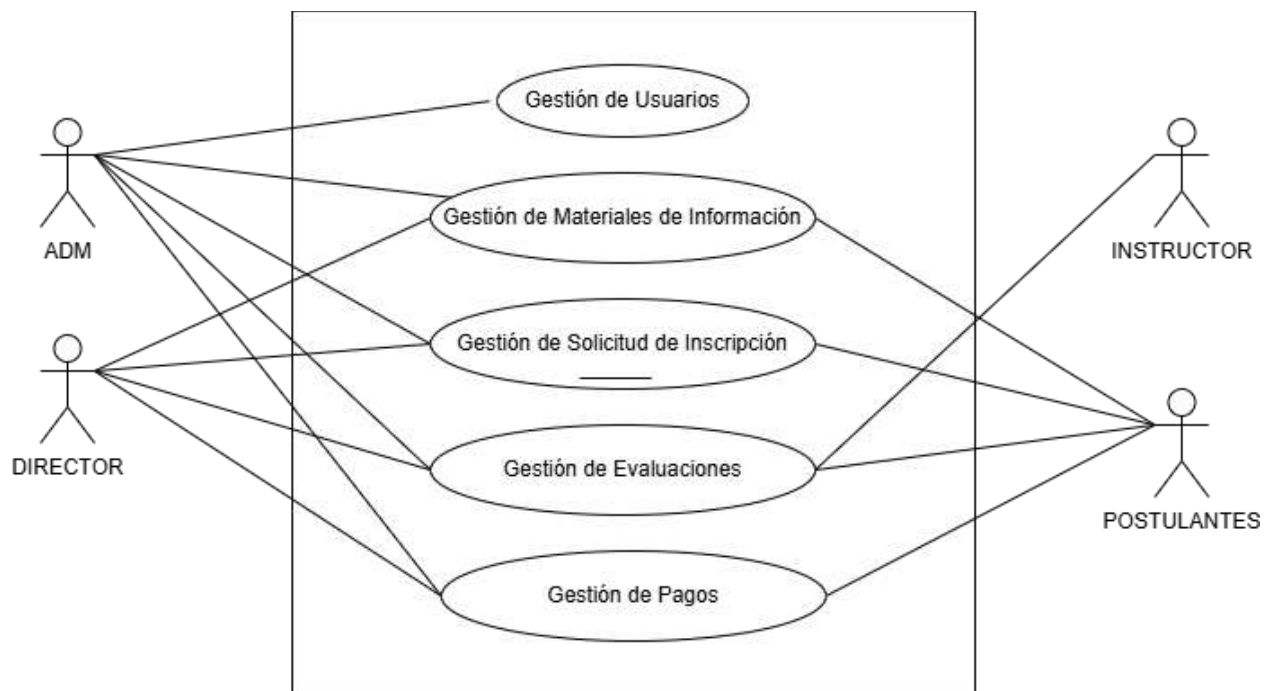 Gestión de Usuarios
ADM
Gestión de Materiales de Información
INSTRUCTOR
Gestión de Solicitud de Inscripción
DIRECTOR
Gestión de Evaluaciones
POSTULANTES
Gestión de Pagos